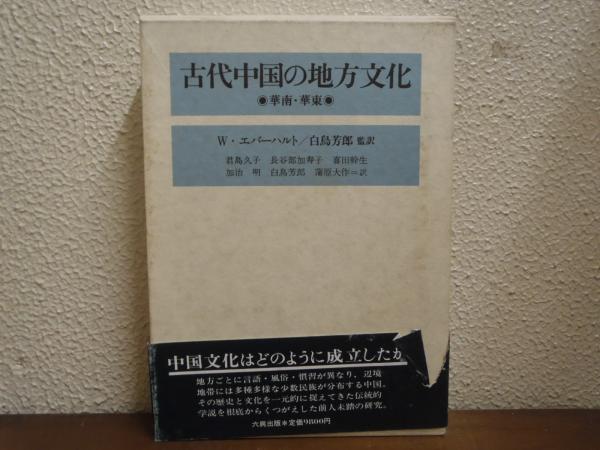 古代中国の地方文化
●華南・華東●
W・エバーハルト/白鳥芳郎 監訳
君島久子 長谷部加寿子 喜田幹生
加治 明 白鳥芳郎 蒲原大作=訳
中国文化はどのように成立したか
地方ごとに言語・風俗・慣習が異なり、辺境
地帯には多種多様な少数民族が分布する中国。
その歴史と文化を一元的に捉えてきた伝統的
学説を根底からくつがえした前人未踏の研究。
六興出版*定価9800円